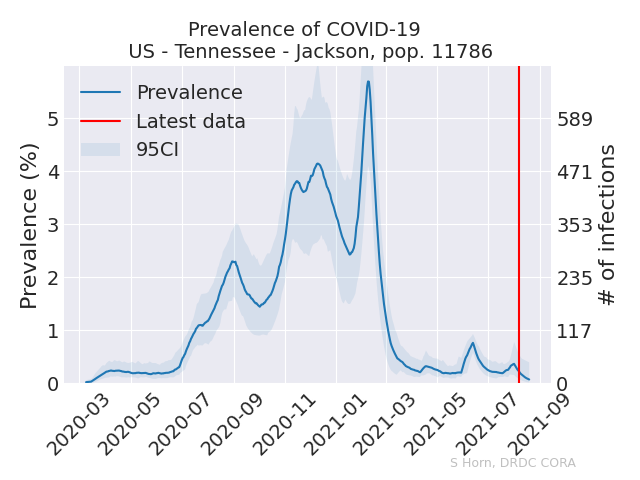 Prevalence of COVID-19
US - Tennessee - Jackson, pop. 11786
Prevalence
Latest data
95CI
Prevalence (%)
5
4
3
2
1
0
589
471
353
235
117
0
# of infections
2020-03
2020-05
2020-07
2020-09
2020-11
2021-01
2021-03
2021-05
2021-07
2021-09
S Horn, DRDC CORA